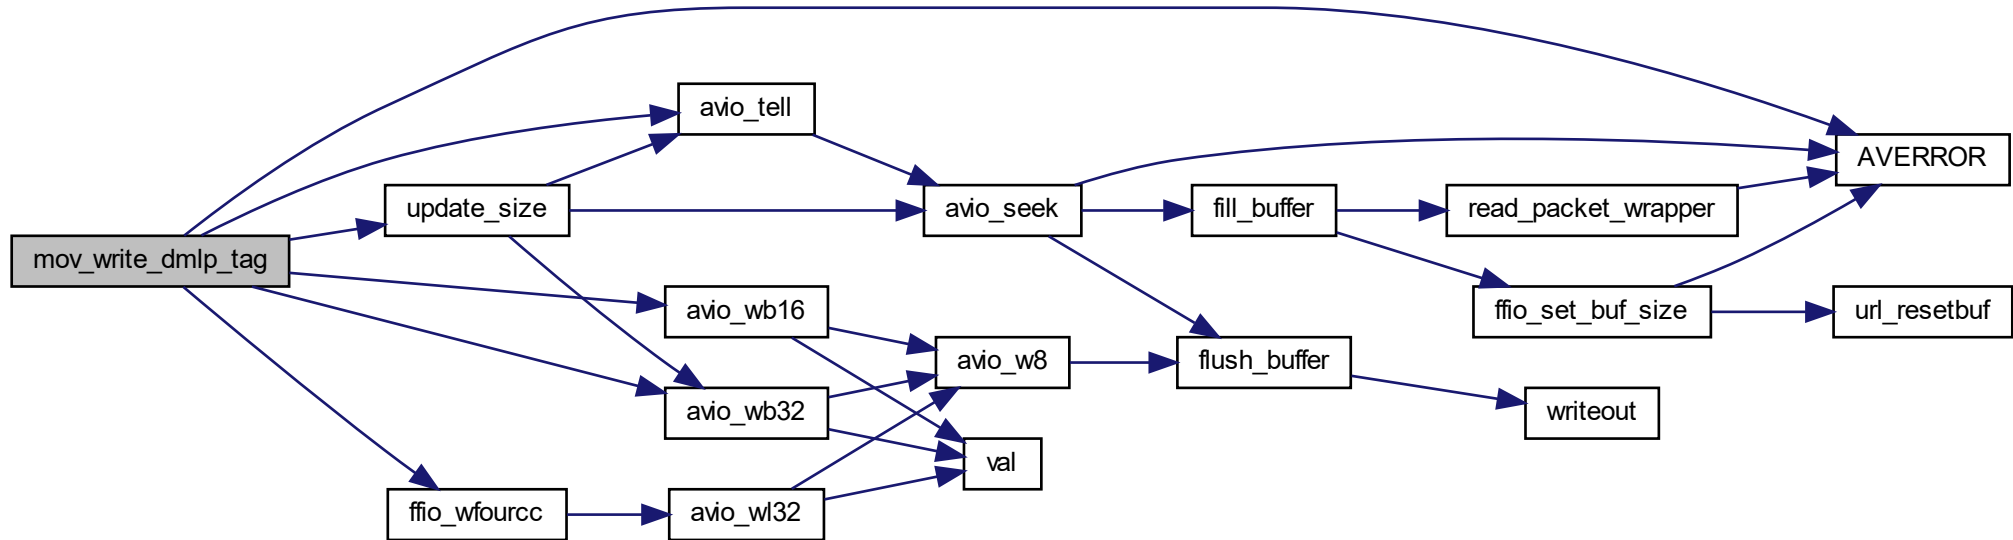 mov_write_dmlp_tag
update_size
ffio_wfourcc
avio_tell
avio_wb16
avio_wb32
avio_wl32
avio_seek
avio_w8
val
fill_buffer
flush_buffer
read_packet_wrapper
ffio_set_buf_size
writeout
AVERROR
url_resetbuf